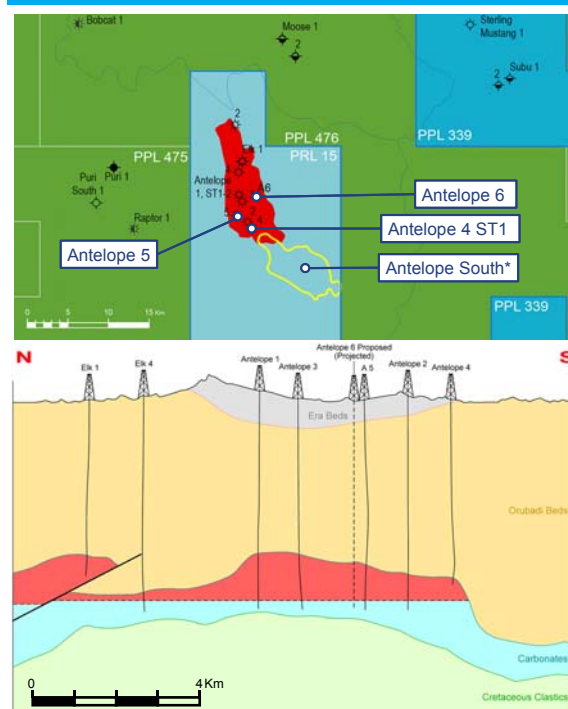 Bobcat 1
Moose 1
2
Sterling
Mustang 1
2
Subu 1
2
PPL 476
PPL 339
PPL 475
Elk 1
PRL 15
Puri
South 1
Puri 1
Antelope
1, ST1-2
A6
Antelope 6
Raptor 1
Antelope 4 ST1
Antelope 5
Antelope South*
PPL 339
0
5
10
15 Km
N
S
Elk 1
Elk 4
Antelope 1
Antelope 3
Antelope 6 Proposed
(Projected)
A 5
Antelope 2
Antelope 4
Era Beds
Orubadi Beds
Carbonates
Cretaceous Clastics
0
4 Km